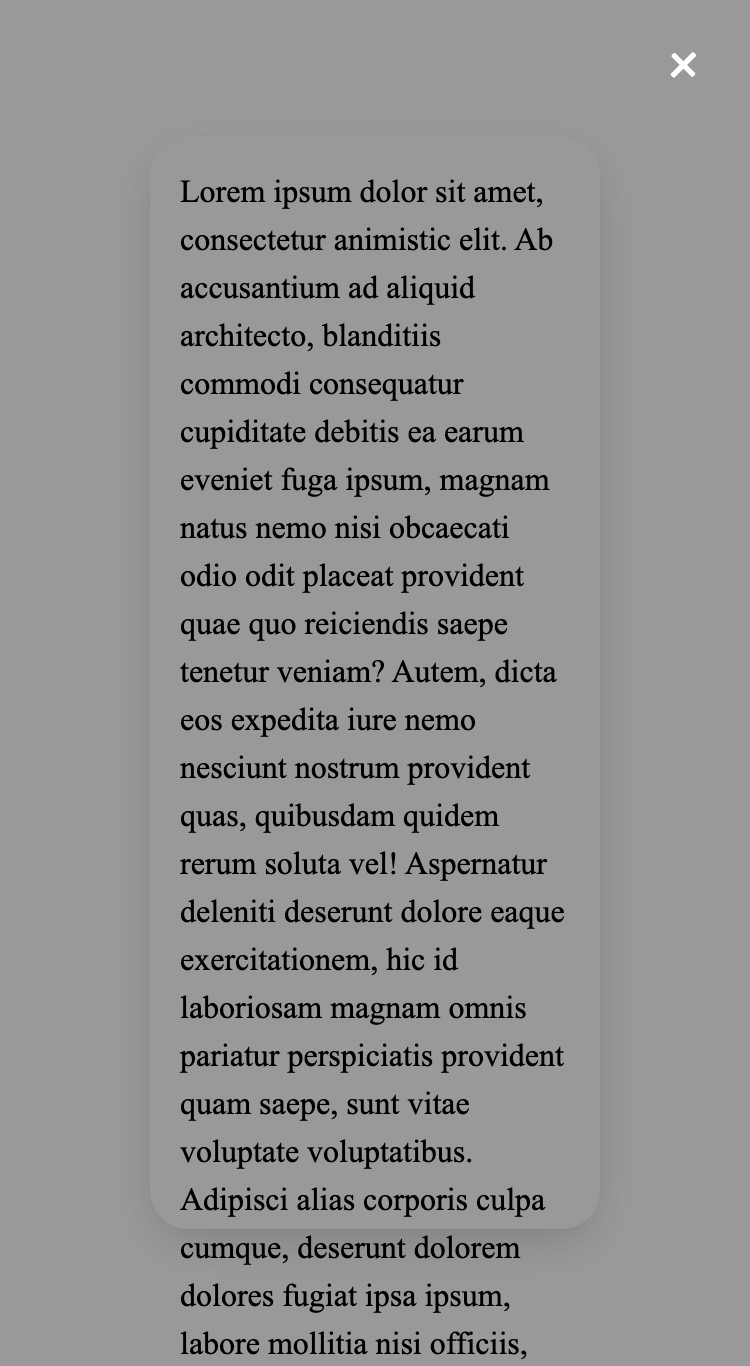 Lorem ipsum dolor sit amet,
consectetur animistic elit. Ab
accusantium ad aliquid
architecto, blanditiis
commodi consequatur
cupiditate debitis ea earum
eveniet fuga ipsum, magnam
natus nemo nisi obcaecati
odio odit placeat provident
quae quo reiciendis saepe
tenetur veniam? Autem, dicta
eos expedita iure nemo
nesciunt nostrum provident
quas, quibusdam quidem
rerum soluta vel! Aspernatur
deleniti deserunt dolore eaque
exercitationem, hic id
laboriosam magnam omnis
pariatur perspiciatis provident
quam saepe, sunt vitae
voluptate voluptatibus.
Adipisci alias corporis culpa
cumque, deserunt dolorem
dolores fugiat ipsa ipsum,
labore mollitia nisi officiis,